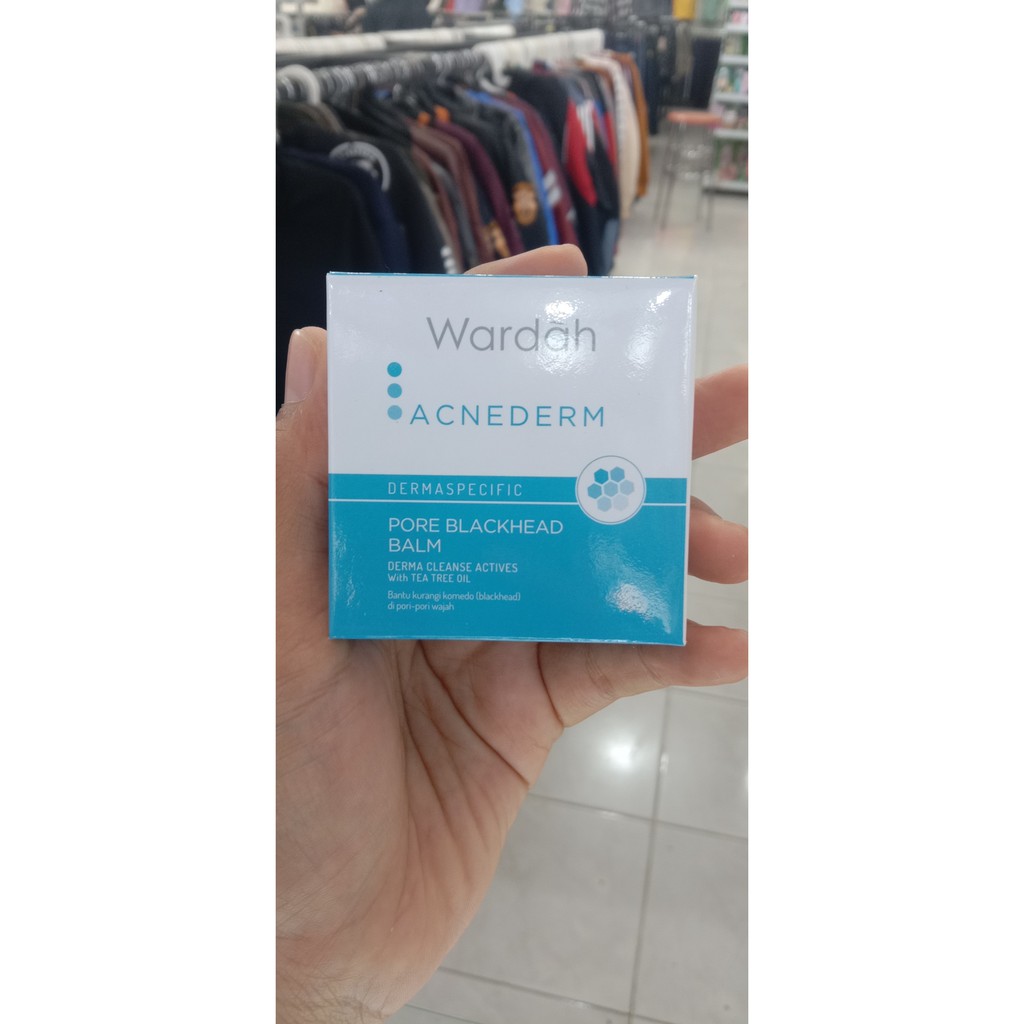 Wardah
ACNEDERM
DERMASPECIFIC
PORE BLACKHEAD
BALM
DERMA CLEANSE ACTIVES
With TEA TREE OIL
Bantu kurangi komedo (blackhead)
di pori-pori wajah